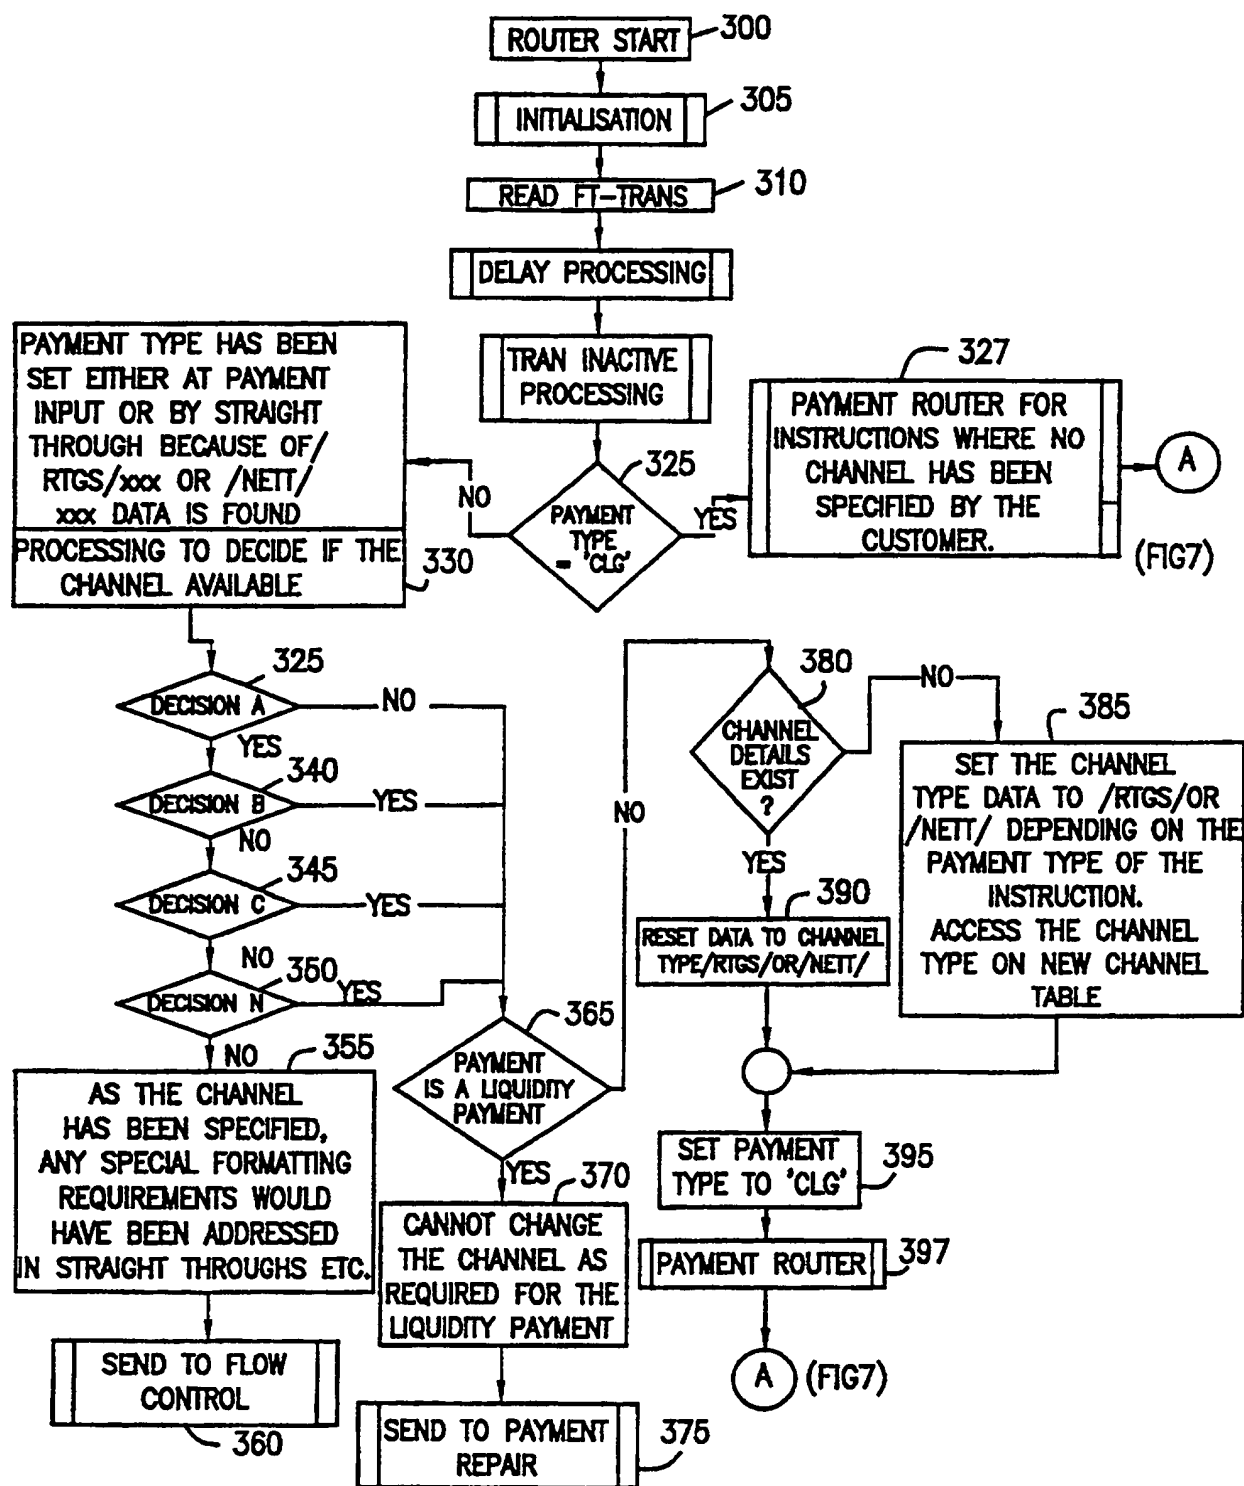 ROUTER START
300
INITIALISATION
305
READ FT-TRANS
310
DELAY PROCESSING
TRAN INACTIVE
PROCESSING
PAYMENT TYPE HAS BEEN
SET EITHER AT PAYMENT
INPUT OR BY STRAIGHT
THROUGH BECAUSE OF/
RTGS/xxx OR /NETT/
xxx DATA IS FOUND
PROCESSING TO DECIDE IF THE
CHANNEL AVAILABLE
330
NO
325
PAYMENT
TYPE
= 'CLG'
YES
327
PAYMENT ROUTER FOR
INSTRUCTIONS WHERE NO
CHANNEL HAS BEEN
SPECIFIED BY THE
CUSTOMER.
A
(FIG7)
325
DECISION A
NO
YES
340
DECISION B
YES
NO
345
DECISION C
YES
NO
350
DECISION N
YES
NO
355
AS THE CHANNEL
HAS BEEN SPECIFIED,
ANY SPECIAL FORMATTING
REQUIREMENTS WOULD
HAVE BEEN ADDRESSED
IN STRAIGHT THROUGHS ETC.
SEND TO FLOW
CONTROL
360
365
PAYMENT
IS A LIQUIDITY
PAYMENT
NO
YES
370
CANNOT CHANGE
THE CHANNEL AS
REQUIRED FOR THE
LIQUIDITY PAYMENT
SEND TO PAYMENT
REPAIR
375
380
CHANNEL
DETAILS
EXIST
?
NO
YES
385
SET THE CHANNEL
TYPE DATA TO /RTGS/OR
/NETT/ DEPENDING ON THE
PAYMENT TYPE OF THE
INSTRUCTION.
ACCESS THE CHANNEL
TYPE ON NEW CHANNEL
TABLE
390
RESET DATA TO CHANNEL
TYPE/RTGS/OR/NETT/
SET PAYMENT
TYPE TO 'CLG'
395
PAYMENT ROUTER
397
A
(FIG7)